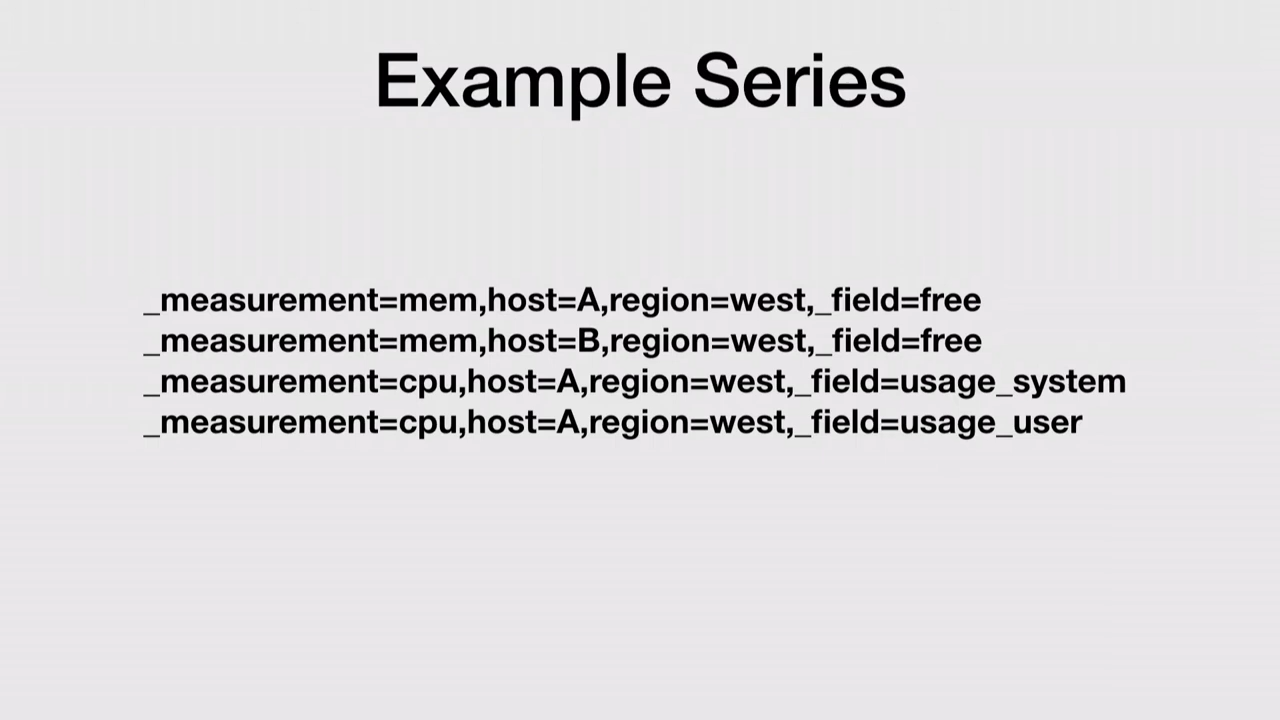 Example Series
_measurement=mem,host=A,region=west,_field=free
_measurement=mem,host=B,region=west,_field=free
_measurement=cpu,host=A,region=west,_field=usage_system
_measurement=cpu,host=A,region=west,_field=usage_user